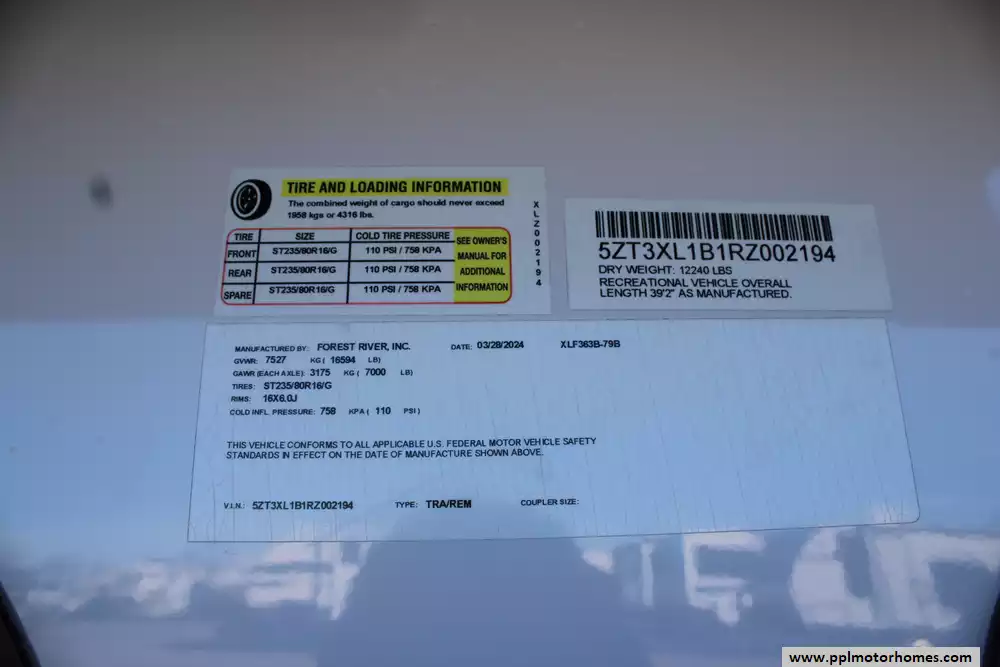 TIRE AND LOADING INFORMATION
The combined weight of cargo should never exceed
1958 kgs or 4316 lbs.
TIRE SIZE COLD TIRE PRESSURE
FRONT ST235/80R16/G 110 PSI / 758 KPA
REAR ST235/80R16/G 110 PSI / 758 KPA
SPARE ST235/80R16/G 110 PSI / 758 KPA
SEE OWNER'S
MANUAL FOR
ADDITIONAL
INFORMATION
XLZ002194
5ZT3XL1B1RZ002194
DRY WEIGHT: 12240 LBS
RECREATIONAL VEHICLE OVERALL
LENGTH 39'2" AS MANUFACTURED.
MANUFACTURED BY: FOREST RIVER, INC. DATE: 03/28/2024 XLF363B-79B
GVWR: 7527 KG ( 16594 LB)
GAWR (EACH AXLE): 3175 KG ( 7000 LB)
TIRES: ST235/80R16/G
RIMS: 16X6.0J
COLD INFL. PRESSURE: 758 KPA ( 110 PSI )
THIS VEHICLE CONFORMS TO ALL APPLICABLE U.S. FEDERAL MOTOR VEHICLE SAFETY
STANDARDS IN EFFECT ON THE DATE OF MANUFACTURE SHOWN ABOVE.
V.I.N.: 5ZT3XL1B1RZ002194 TYPE: TRA/REM COUPLER SIZE:
www.pplmotorhomes.com